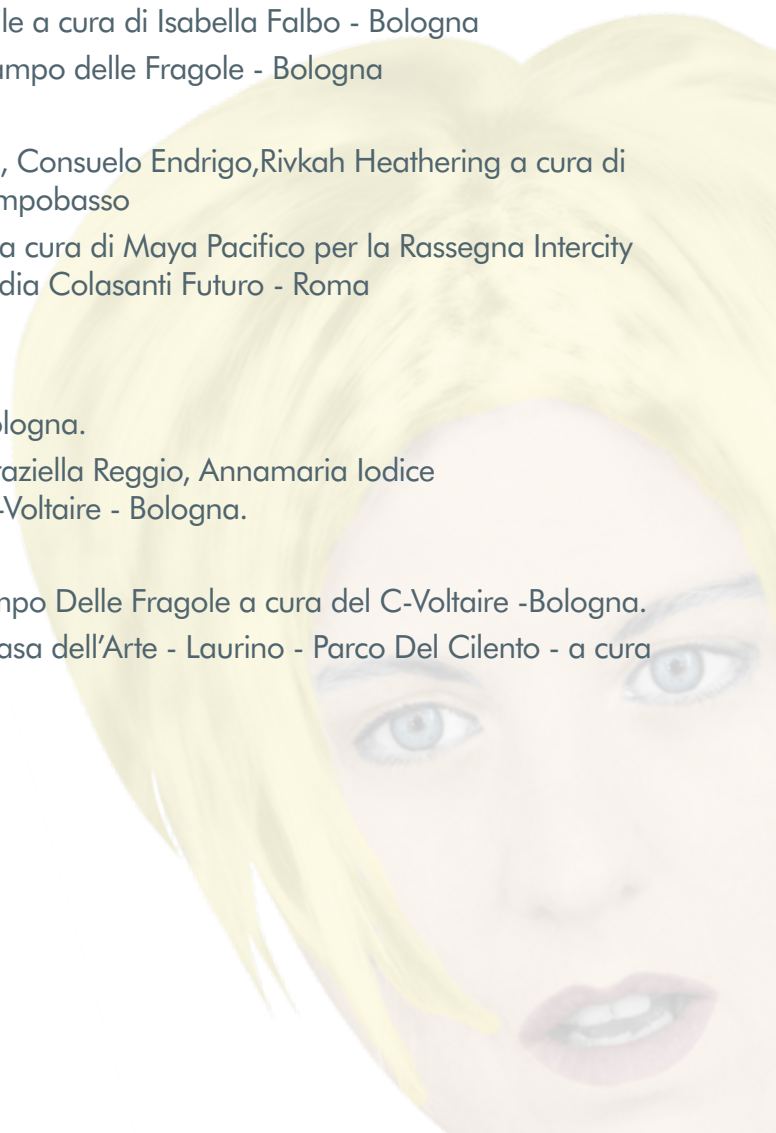 le a cura di Isabella Falbo - Bologna
ampo delle Fragole - Bologna
, Consuelo Endrigo,Rivkah Heathering a cura di
mpobasso
a cura di Maya Pacifico per la Rassegna Intercity
dia Colasanti Futuro - Roma
ologna.
raziella Reggio, Annamaria Iodice
-Voltaire - Bologna.
mpo Delle Fragole a cura del C-Voltaire -Bologna.
asa dell’Arte - Laurino - Parco Del Cilento - a cura